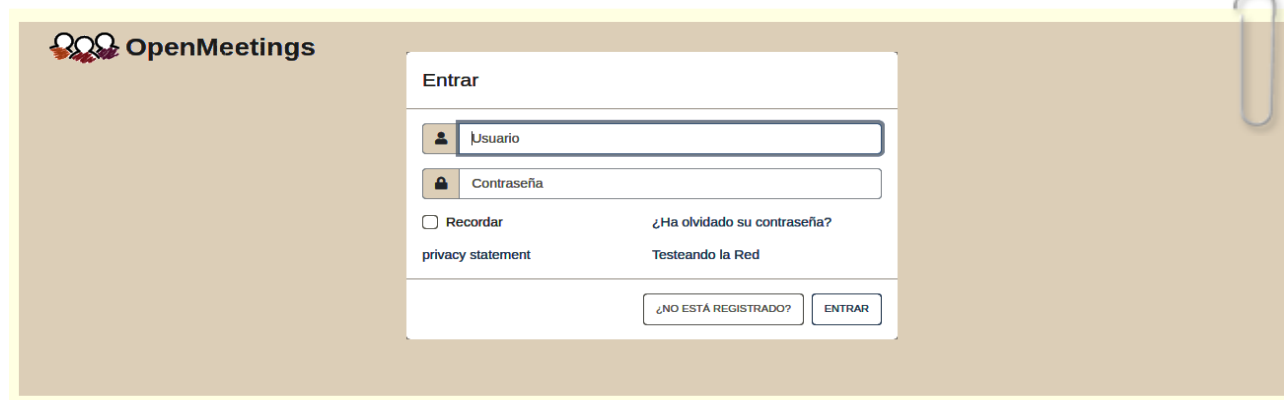 OpenMeetings
Entrar
Usuario
Contraseña
Recordar
¿Ha olvidado su contraseña?
privacy statement
Testeando la Red
¿NO ESTÁ REGISTRADO?
ENTRAR